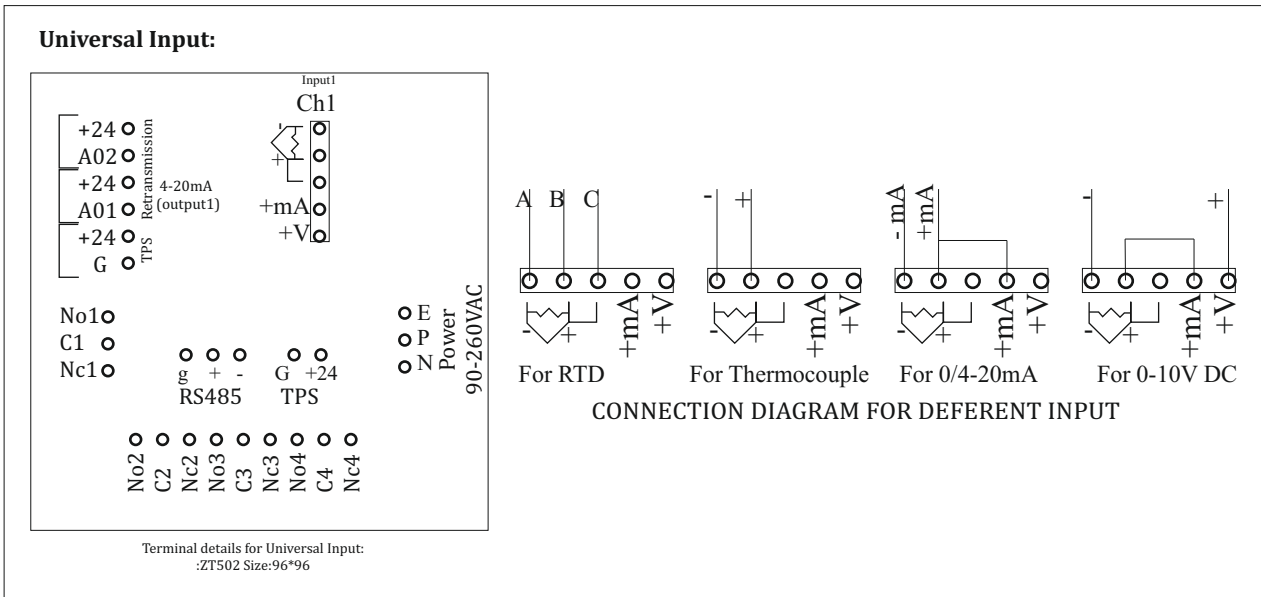 Universal Input:
Input1
Ch1
-
+
+mA
+V
+24
A02
+24
A01
+24
G
Retransmission
TPS
4-20mA
(output1)
No1
C1
Nc1
g + -
RS485
G +24
TPS
E
P
N
Power
90-260VAC
No2
C2
Nc2
No3
C3
Nc3
No4
C4
Nc4
Terminal details for Universal Input:
:ZT502 Size:96*96
A B C
-
+
+mA
+V
For RTD
- +
-
+
+mA
+V
For Thermocouple
- mA
+mA
-
+
+mA
+V
For 0/4-20mA
- +
-
+
+mA
+V
For 0-10V DC
CONNECTION DIAGRAM FOR DEFERENT INPUT